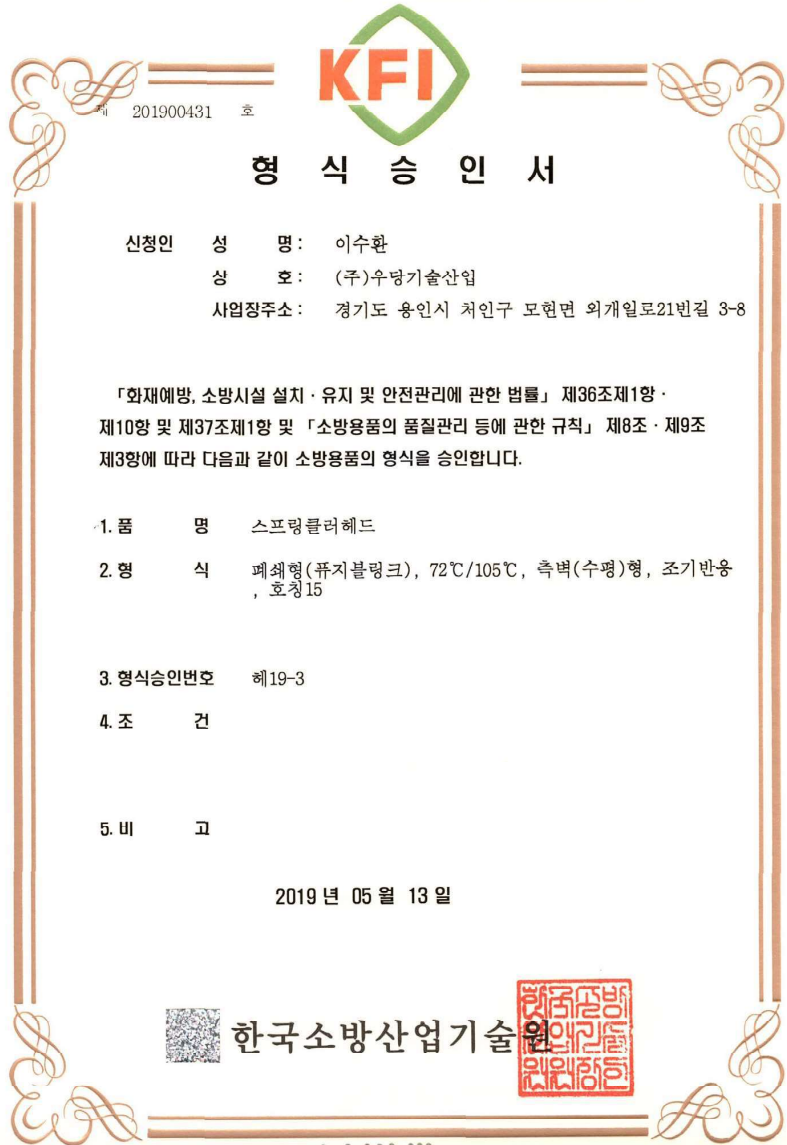 KFI
제 201900431 호
형 식 승 인 서
신청인 성 명 : 이수환
상 호 : (주)우당기술산업
사업장주소 : 경기도 용인시 처인구 모현면 외개일로21번길 3-8
「화재예방, 소방시설 설치 · 유지 및 안전관리에 관한 법률」 제36조제1항 ·
제10항 및 제37조제1항 및 「소방용품의 품질관리 등에 관한 규칙」 제8조 · 제9조
제3항에 따라 다음과 같이 소방용품의 형식을 승인합니다.
1. 품 명 스프링클러헤드
2. 형 식 폐쇄형(퓨지블링크), 72℃/105℃, 측벽(수평)형, 조기반응
, 호칭15
3. 형식승인번호 헤19-3
4. 조 건
5. 비 고
2019 년 05 월 13 일
한국소방산업기술원